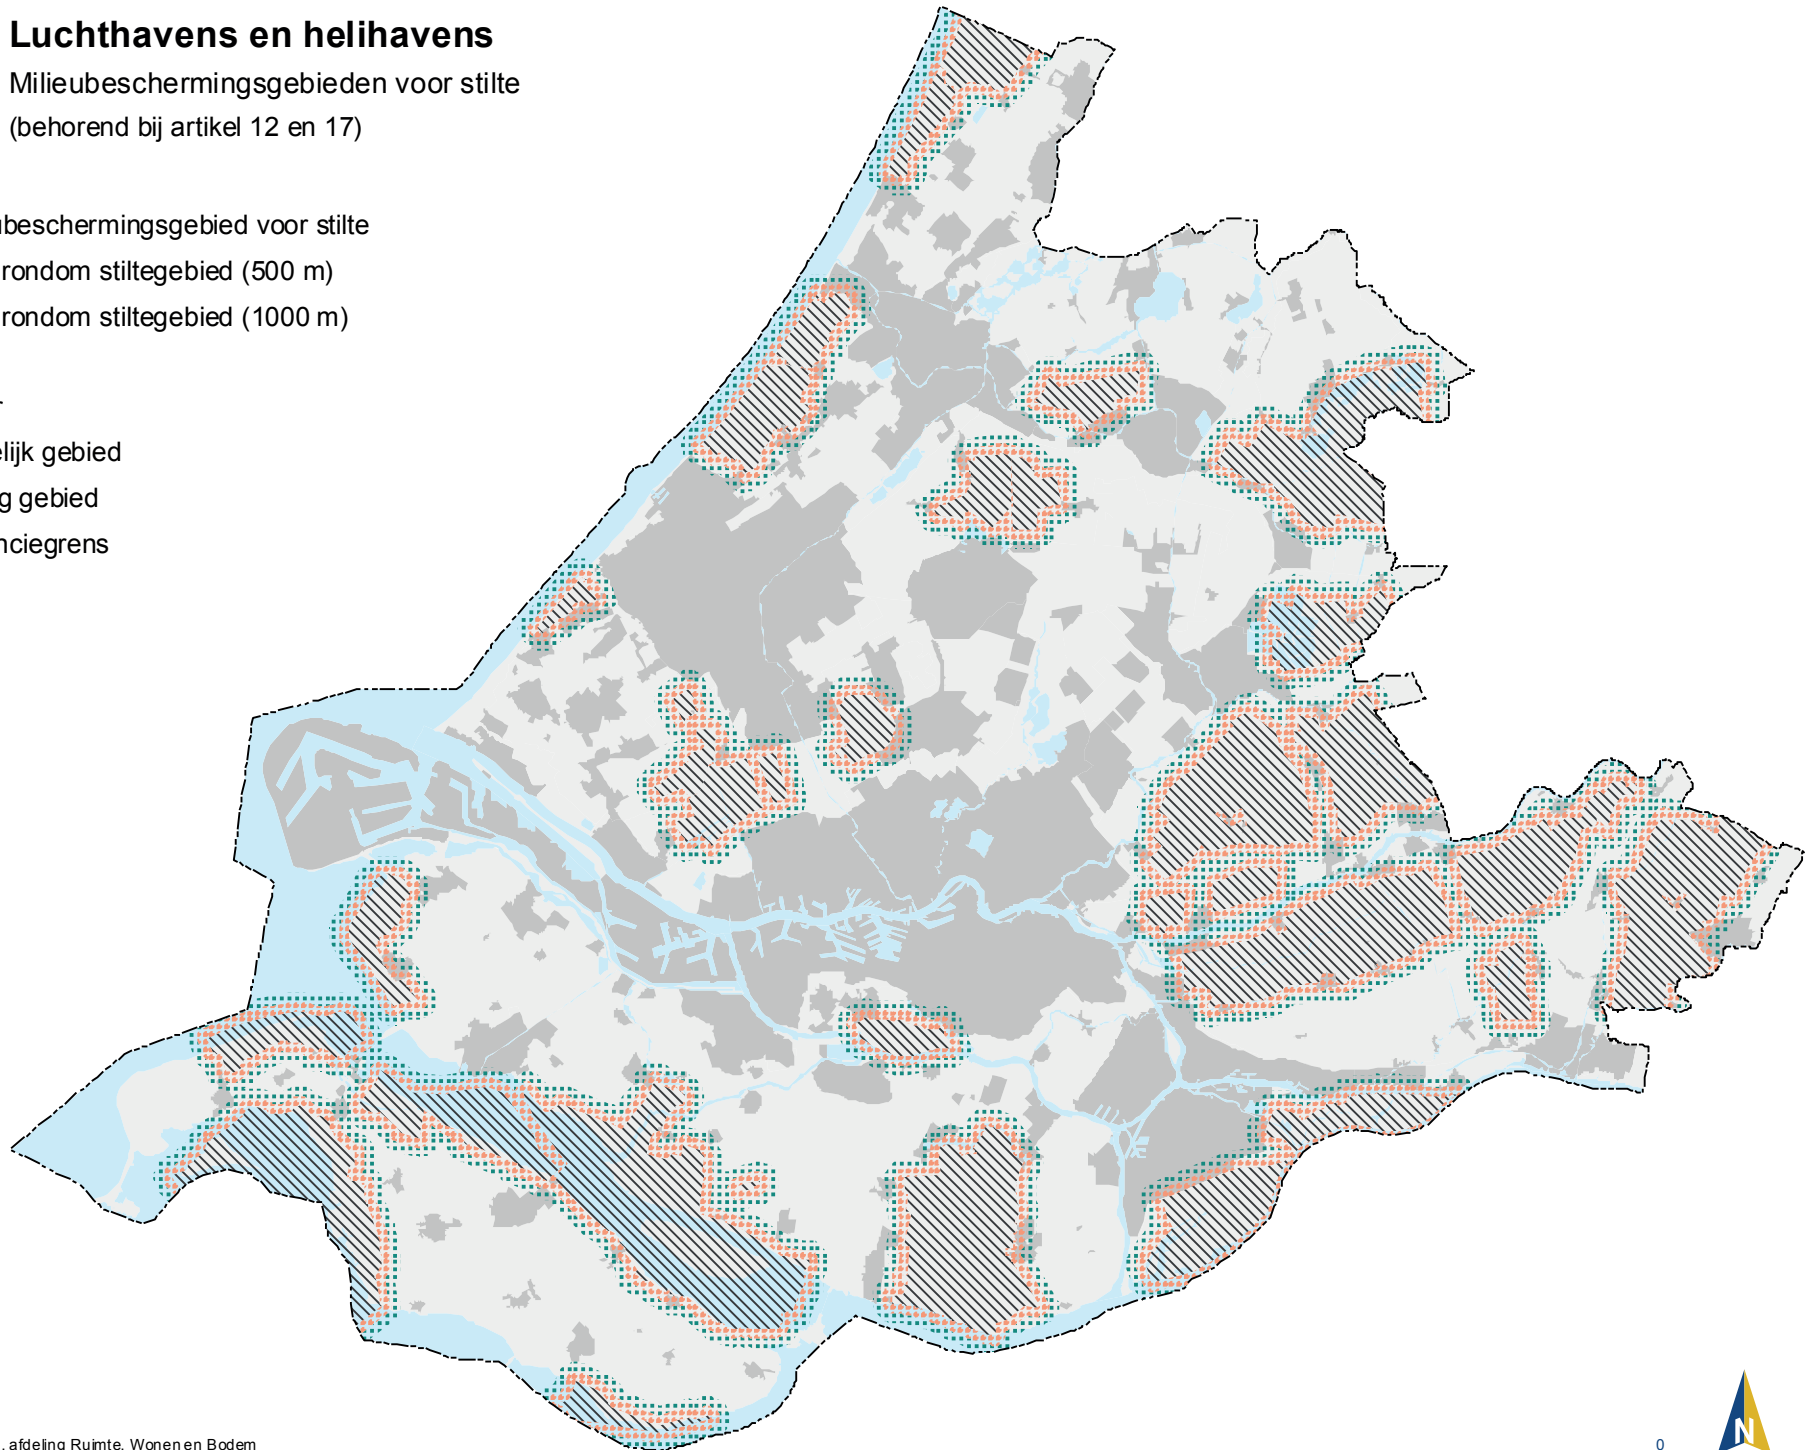 Luchthavens en helihavens
Milieubeschermingsgebieden voor stilte
(behorend bij artikel 12 en 17)
beschermingsgebied voor stilte
rondom stiltegebied (500 m)
rondom stiltegebied (1000 m)
elijk gebied
g gebied
nciegrens
, afdeling Ruimte, Wonen en Bodem
0
N